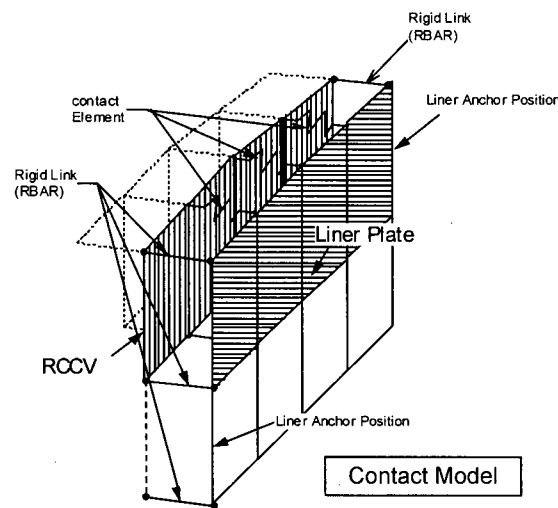 Rigid Link
(RBAR)
contact
Element
Liner Anchor Position
Rigid Link
(RBAR)
Liner Plate
RCCV
Liner Anchor Position
Contact Model